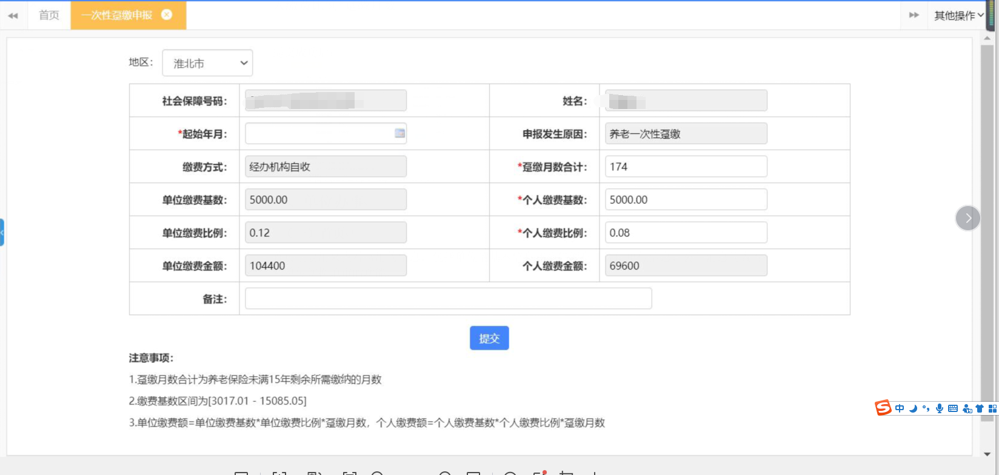 首页
一次性趸缴申报
其他操作
地区：
淮北市
社会保障号码：
姓名：
*起始年月：
申报发生原因：
养老一次性趸缴
缴费方式：
经办机构自收
*趸缴月数合计：
174
单位缴费基数：
5000.00
*个人缴费基数：
5000.00
单位缴费比例：
0.12
*个人缴费比例：
0.08
单位缴费金额：
104400
个人缴费金额：
69600
备注：
提交
注意事项：
1.趸缴月数合计为养老保险未满15年剩余所需缴纳的月数
2.缴费基数区间为[3017.01 - 15085.05]
3.单位缴费额=单位缴费基数*单位缴费比例*趸缴月数，个人缴费额=个人缴费基数*个人缴费比例*趸缴月数
S中